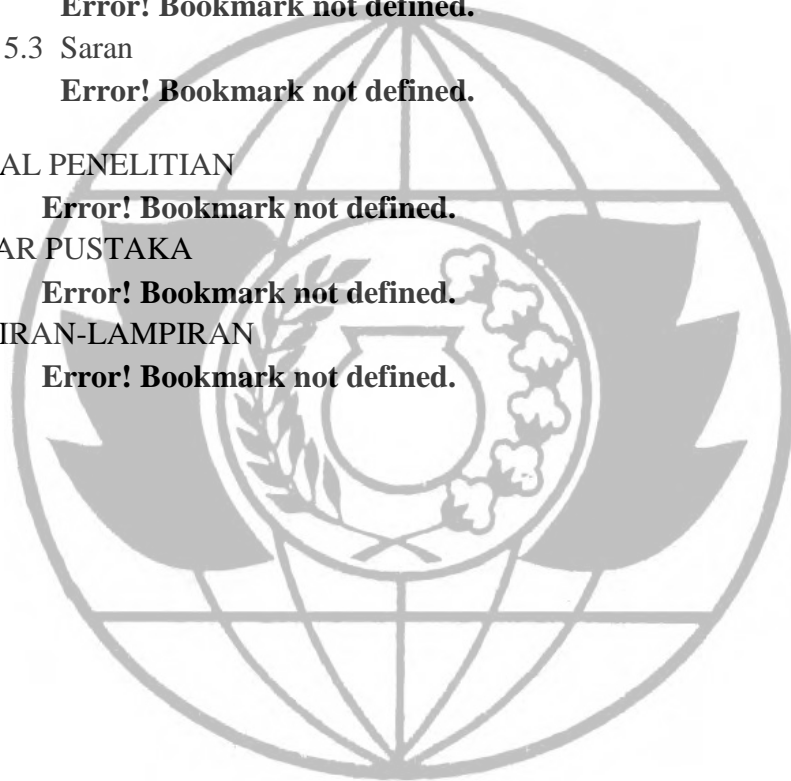 Error! Bookmark not defined.
5.3 Saran
Error! Bookmark not defined.
AL PENELITIAN
Error! Bookmark not defined.
AR PUSTAKA
Error! Bookmark not defined.
IRAN-LAMPIRAN
Error! Bookmark not defined.